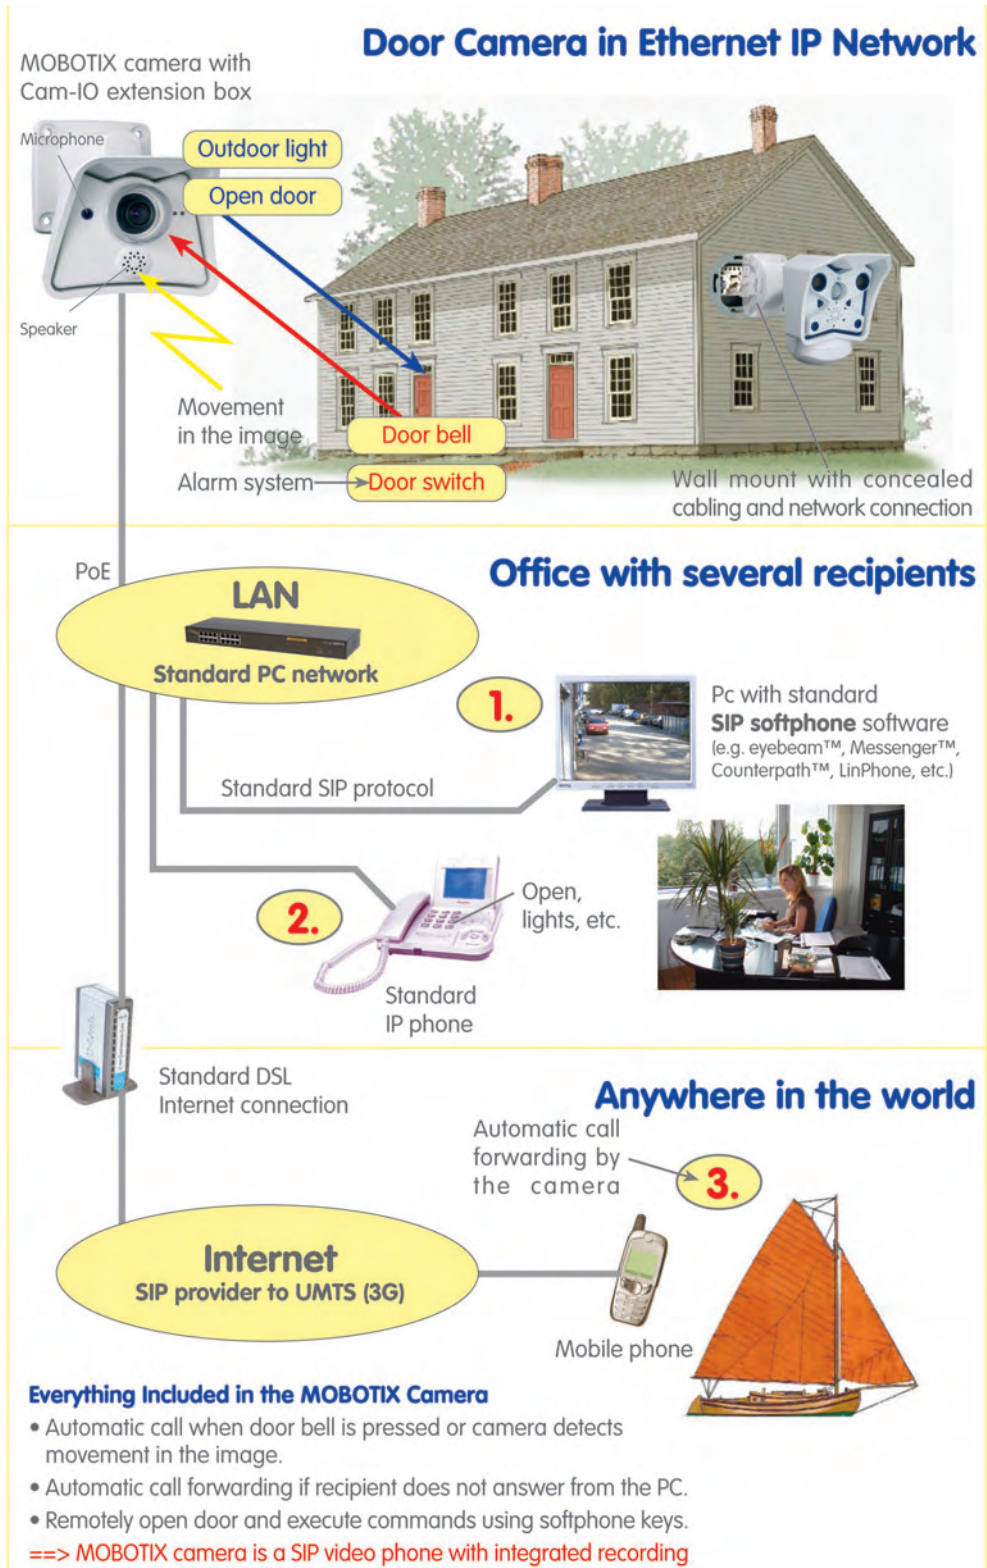 Door Camera in Ethernet IP Network
MOBOTIX camera with
Cam-IO extension box
Microphone
Outdoor light
Open door
Speaker
Movement
in the image
Door bell
Alarm system
Door switch
Wall mount with concealed
cabling and network connection
PoE
Office with several recipients
LAN
Standard PC network
1.
Pc with standard
SIP softphone software
(e.g. eyebeam™, Messenger™,
Counterpath™, LinPhone, etc.)
Standard SIP protocol
2.
Open,
lights, etc.
Standard
IP phone
Standard DSL
Internet connection
Anywhere in the world
Automatic call
forwarding by
the camera
3.
Internet
SIP provider to UMTS (3G)
Mobile phone
Everything Included in the MOBOTIX Camera
• Automatic call when door bell is pressed or camera detects
movement in the image.
• Automatic call forwarding if recipient does not answer from the PC.
• Remotely open door and execute commands using softphone keys.
==> MOBOTIX camera is a SIP video phone with integrated recording